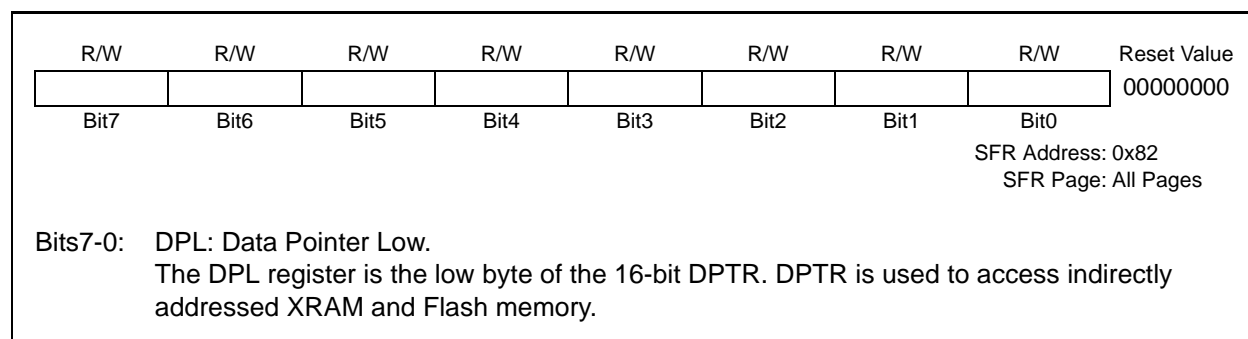 R/W R/W R/W R/W R/W R/W R/W R/W Reset Value
00000000
Bit7 Bit6 Bit5 Bit4 Bit3 Bit2 Bit1 Bit0
SFR Address: 0x82
SFR Page: All Pages
Bits7-0: DPL: Data Pointer Low.
The DPL register is the low byte of the 16-bit DPTR. DPTR is used to access indirectly
addressed XRAM and Flash memory.